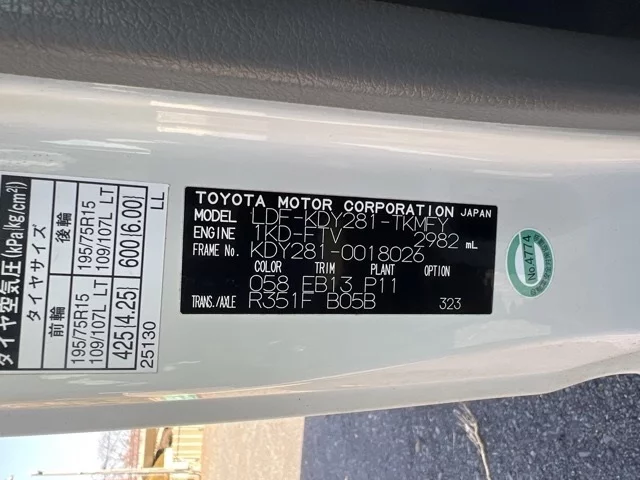 TOYOTA MOTOR CORPORATION JAPAN
MODEL LDF-KDY281-TKMFY
ENGINE 1KD-FTV 2982 mL
FRAME No. KDY281-0018026
COLOR TRIM PLANT OPTION
058 EB13 P11
TRANS./AXLE R351F B05B 323
タイヤ空気圧(kPa{kg/cm²})
タイヤサイズ
前輪 後輪
195/75R15 109/107L LT 195/75R15 109/107L LT
425{4.25} 600{6.00}
25130 LL
No.4774